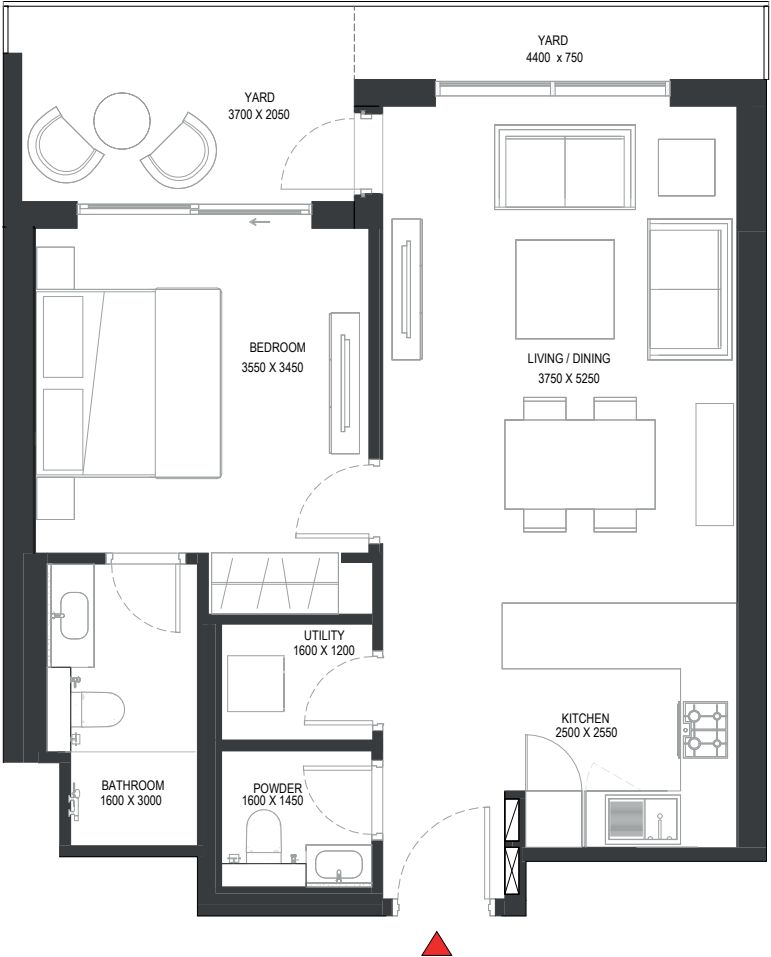 YARD
4400 x 750
YARD
3700 X 2050
BEDROOM
3550 X 3450
LIVING / DINING
3750 X 5250
UTILITY
1600 X 1200
KITCHEN
2500 X 2550
BATHROOM
1600 X 3000
POWDER
1600 X 1450